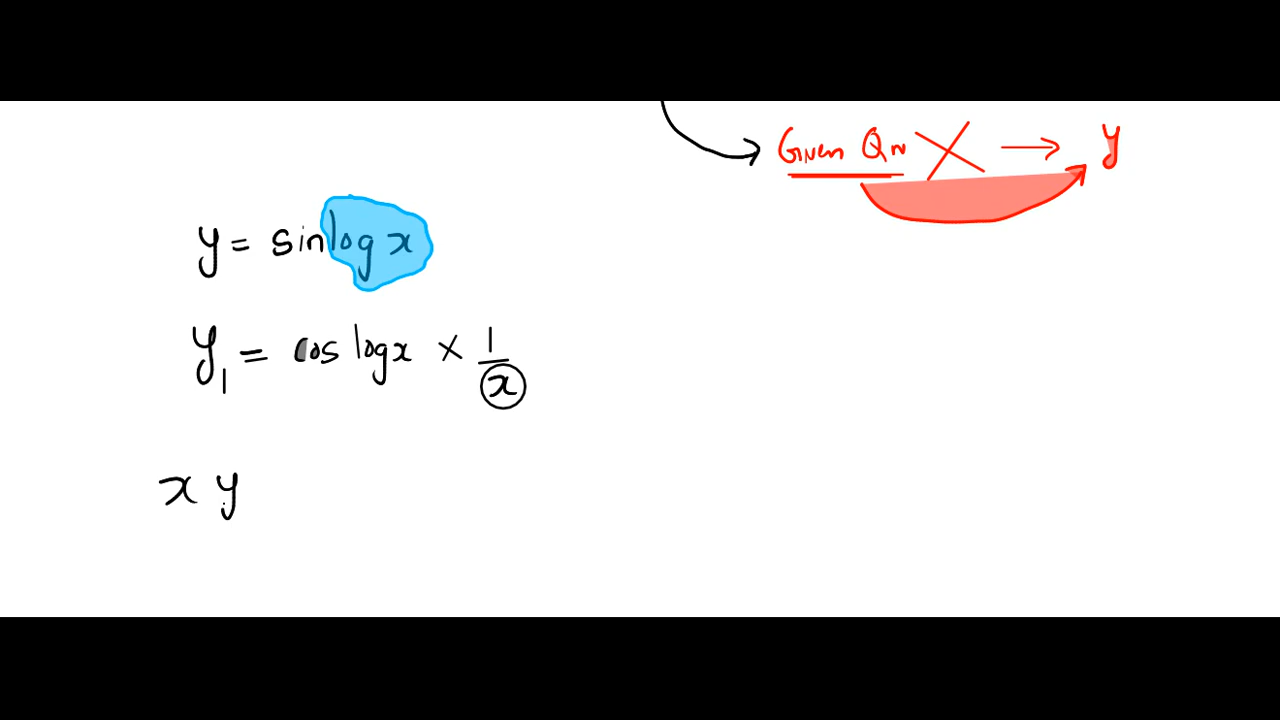 Given Qn → y
y = sin log x
y₁ = cos log x × 1/x
x y